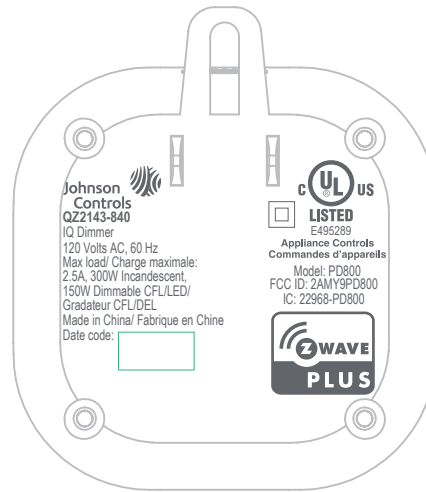 Johnson
Controls
QZ2143-840
IQ Dimmer
120 Volts AC, 60 Hz
Max load/ Charge maximale:
2.5A, 300W Incandescent,
150W Dimmable CFL/LED/
Gradateur CFL/DEL
Made in China/ Fabrique en Chine
Date code:
C UL US
LISTED
E495289
Appliance Controls
Commandes d'appareils
Model: PD800
FCC ID: 2AMY9PD800
IC: 22968-PD800
Z WAVE
PLUS